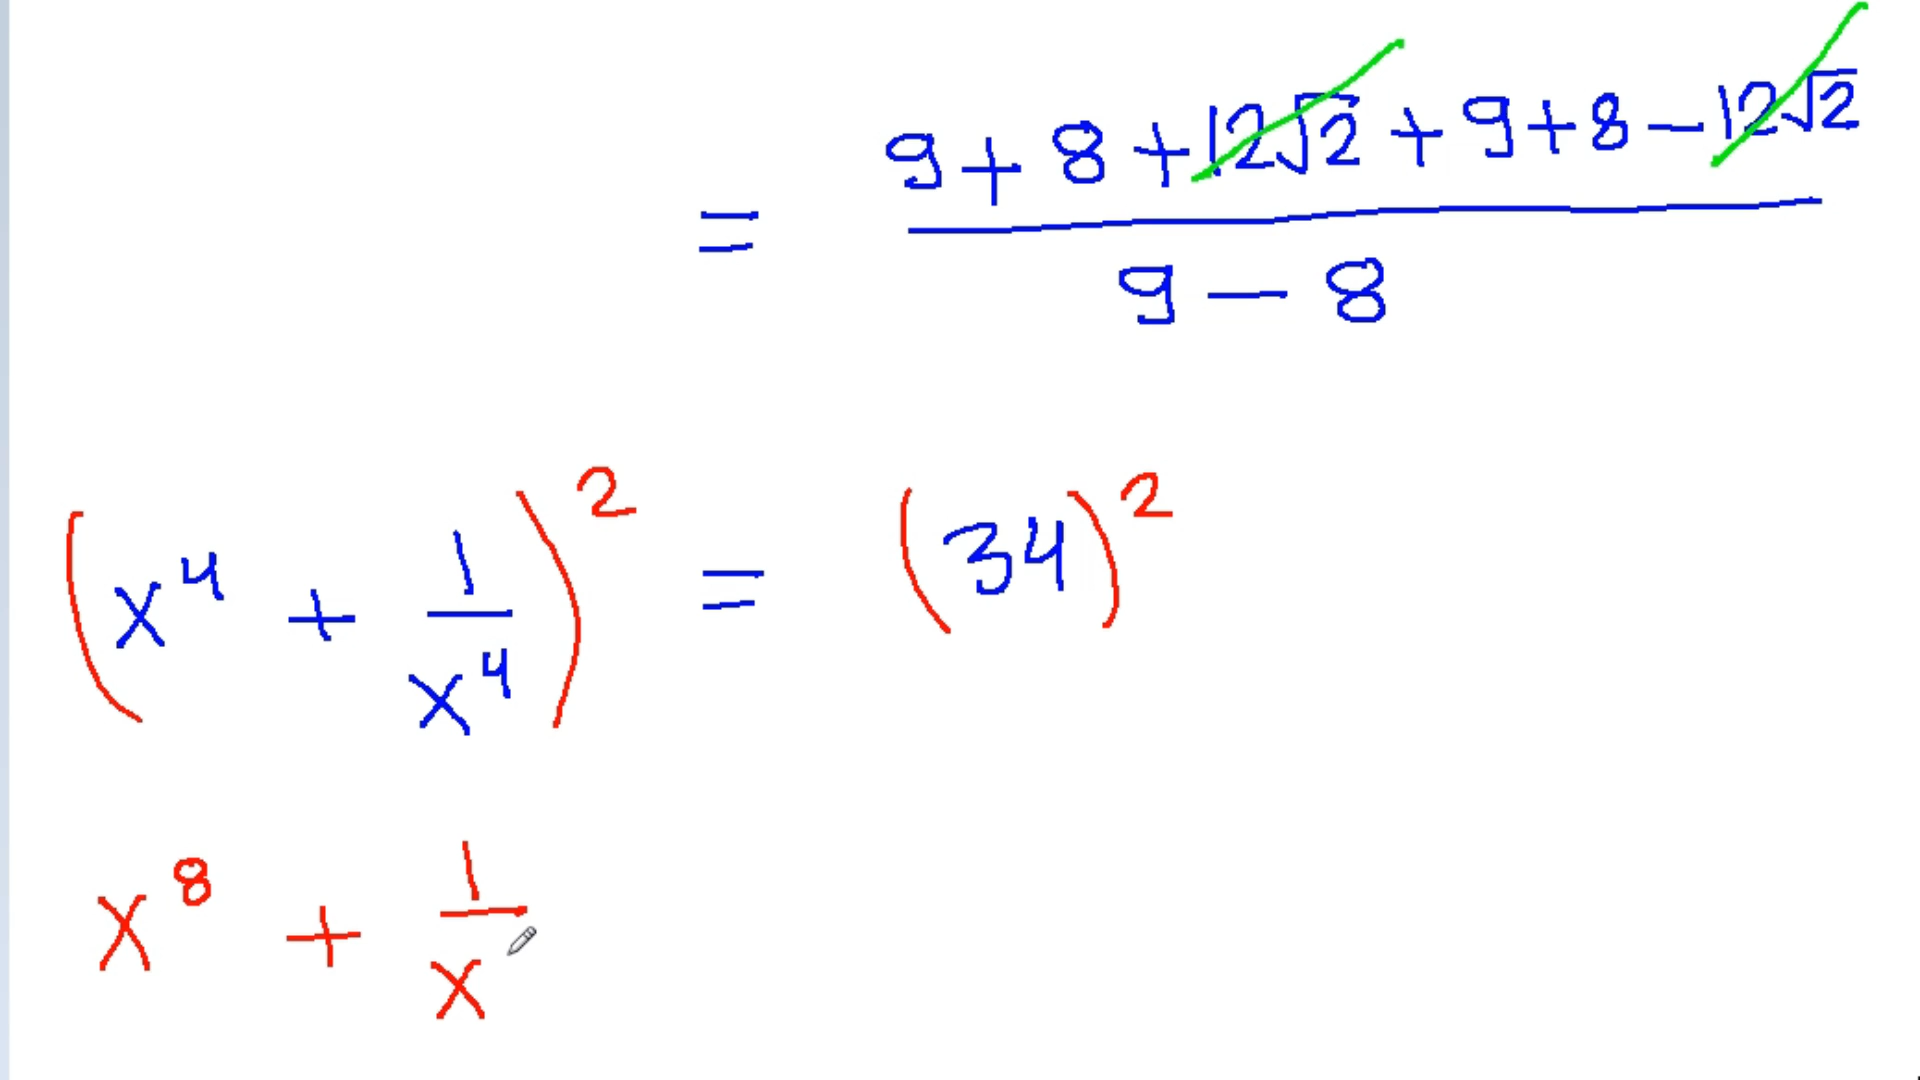 = (9 + 8 + 12√2 + 9 + 8 − 12√2) / (9 − 8)
(x⁴ + 1/x⁴)² = (34)²
x⁸ + 1/x